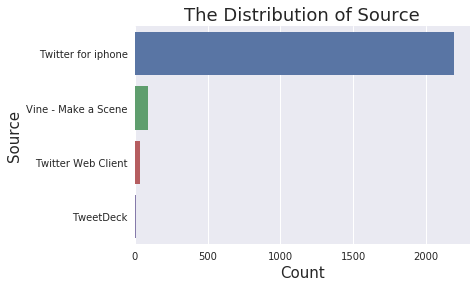 The Distribution of Source
Source
Twitter for iphone
Vine - Make a Scene
Twitter Web Client
TweetDeck
0 500 1000 1500 2000
Count